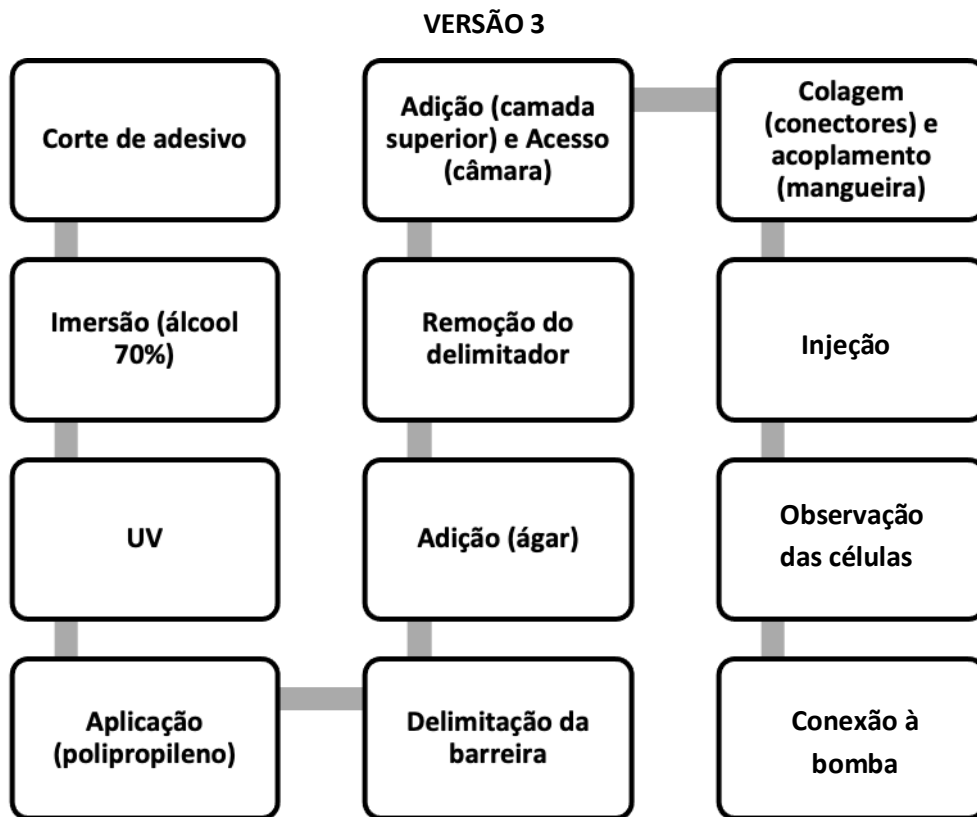 VERSÃO 3
Corte de adesivo
Imersão (álcool
70%)
UV
Aplicação
(polipropileno)
Delimitação da
barreira
Adição (ágar)
Remoção do
delimitador
Adição (camada
superior) e Acesso
(câmara)
Colagem
(conectores) e
acoplamento
(mangueira)
Injeção
Observação
das células
Conexão à
bomba